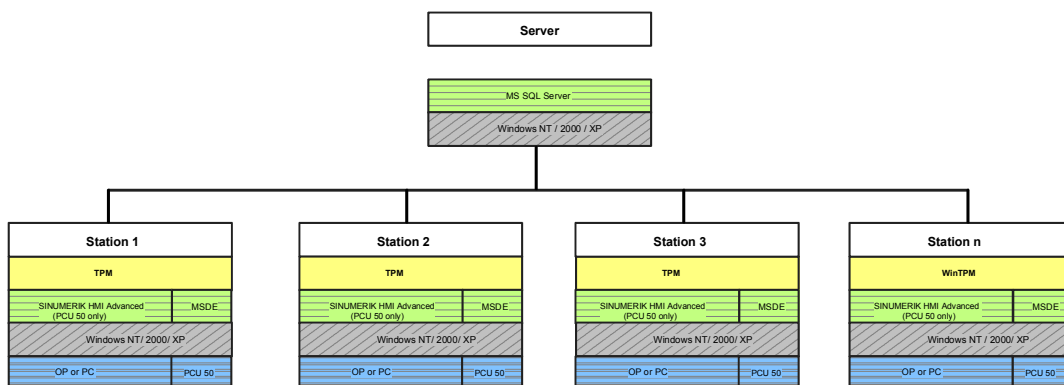 Server
MS SQL Server
Windows NT / 2000 / XP
Station 1
Station 2
Station 3
Station n
TPM
TPM
TPM
WinTPM
SINUMERIK HMI Advanced
(PCU 50 only)
MSDE
SINUMERIK HMI Advanced
(PCU 50 only)
MSDE
SINUMERIK HMI Advanced
(PCU 50 only)
MSDE
SINUMERIK HMI Advanced
(PCU 50 only)
MSDE
Windows NT/ 2000/ XP
Windows NT/ 2000/ XP
Windows NT/ 2000/ XP
Windows NT/ 2000/ XP
OP or PC
PCU 50
OP or PC
PCU 50
OP or PC
PCU 50
OP or PC
PCU 50